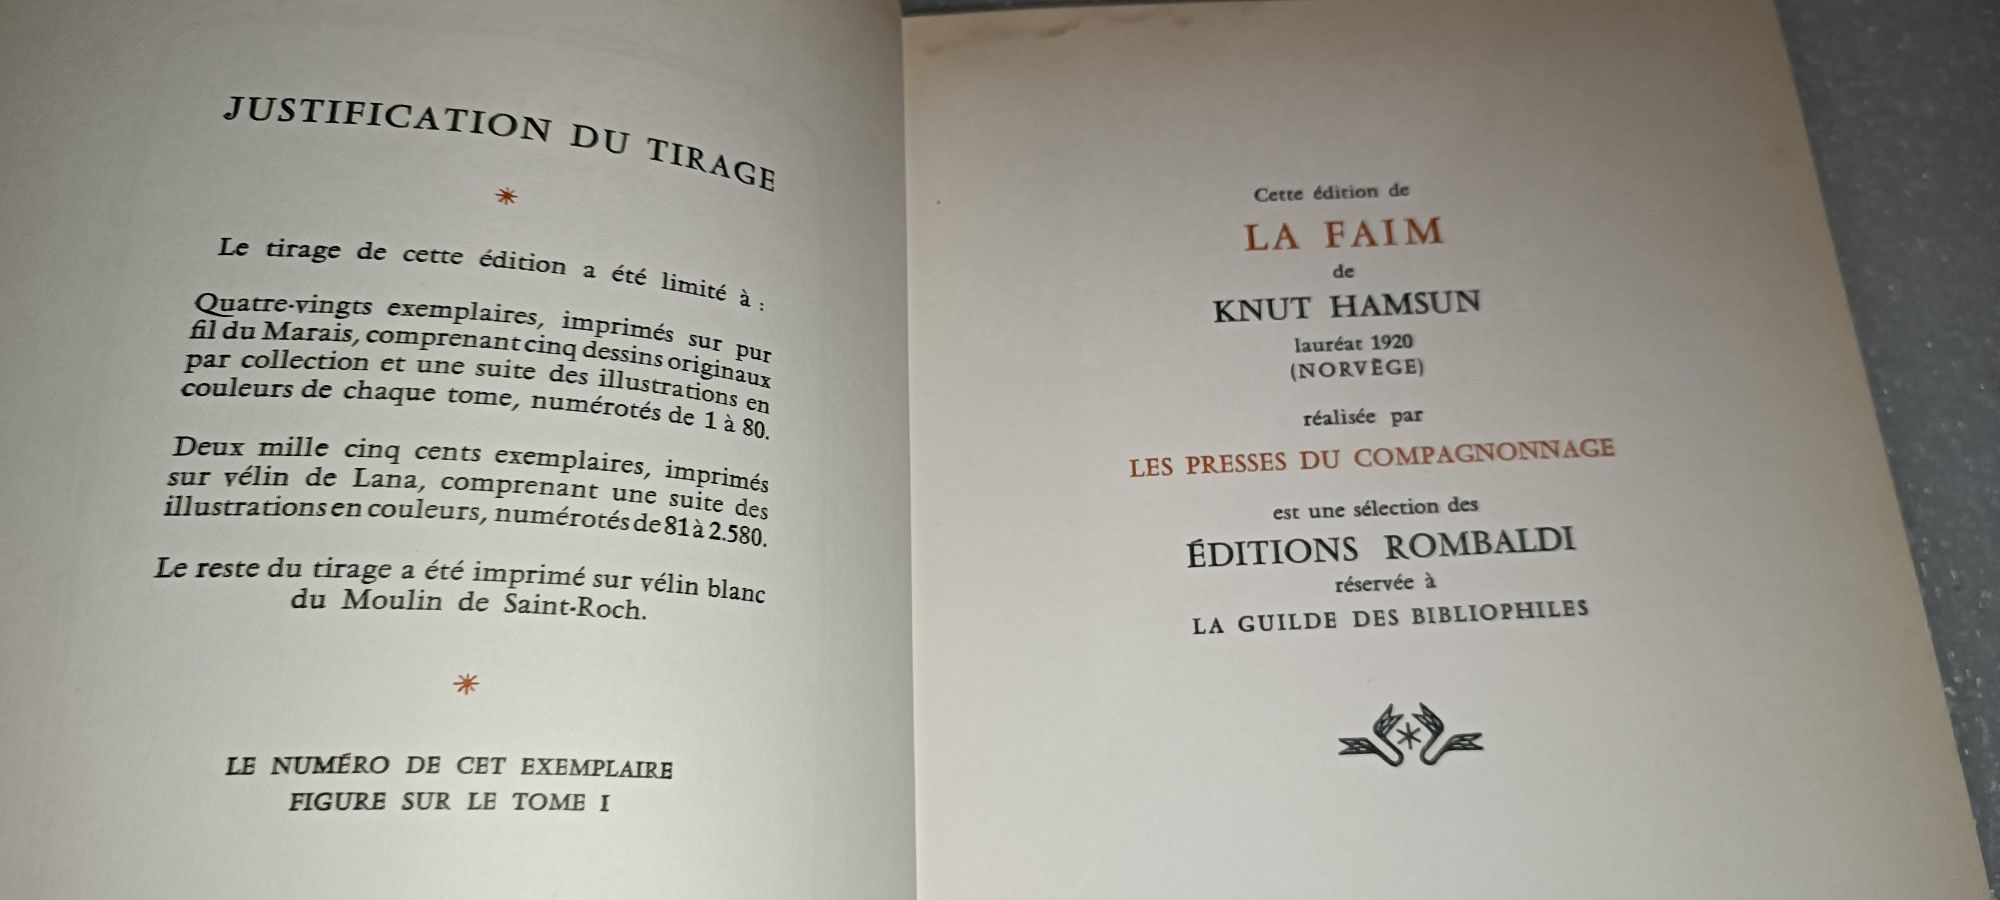 JUSTIFICATION DU TIRAGE
Le tirage de cette édition a été limité à :
Quatre-vingts exemplaires, imprimés sur pur
fil du Marais, comprenant cinq dessins originaux
par collection et une suite des illustrations en
couleurs de chaque tome, numérotés de 1 à 80.
Deux mille cinq cents exemplaires, imprimés
sur vélin de Lana, comprenant une suite des
illustrations en couleurs, numérotés de 81 à 2.580.
Le reste du tirage a été imprimé sur vélin blanc
du Moulin de Saint-Roch.
LE NUMÉRO DE CET EXEMPLAIRE
FIGURE SUR LE TOME I
Cette édition de
LA FAIM
de
KNUT HAMSUN
lauréat 1920
(NORVÈGE)
réalisée par
LES PRESSES DU COMPAGNONNAGE
est une sélection des
ÉDITIONS ROMBALDI
réservée à
LA GUILDE DES BIBLIOPHILES